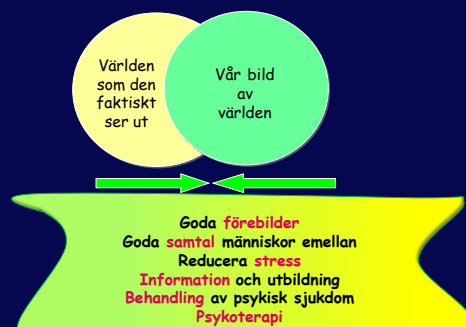 Världen
som den
faktiskt
ser ut
Vår bild
av
världen
Goda förebilder
Goda samtal människor emellan
Reducera stress
Information och utbildning
Behandling av psykisk sjukdom
Psykoterapi